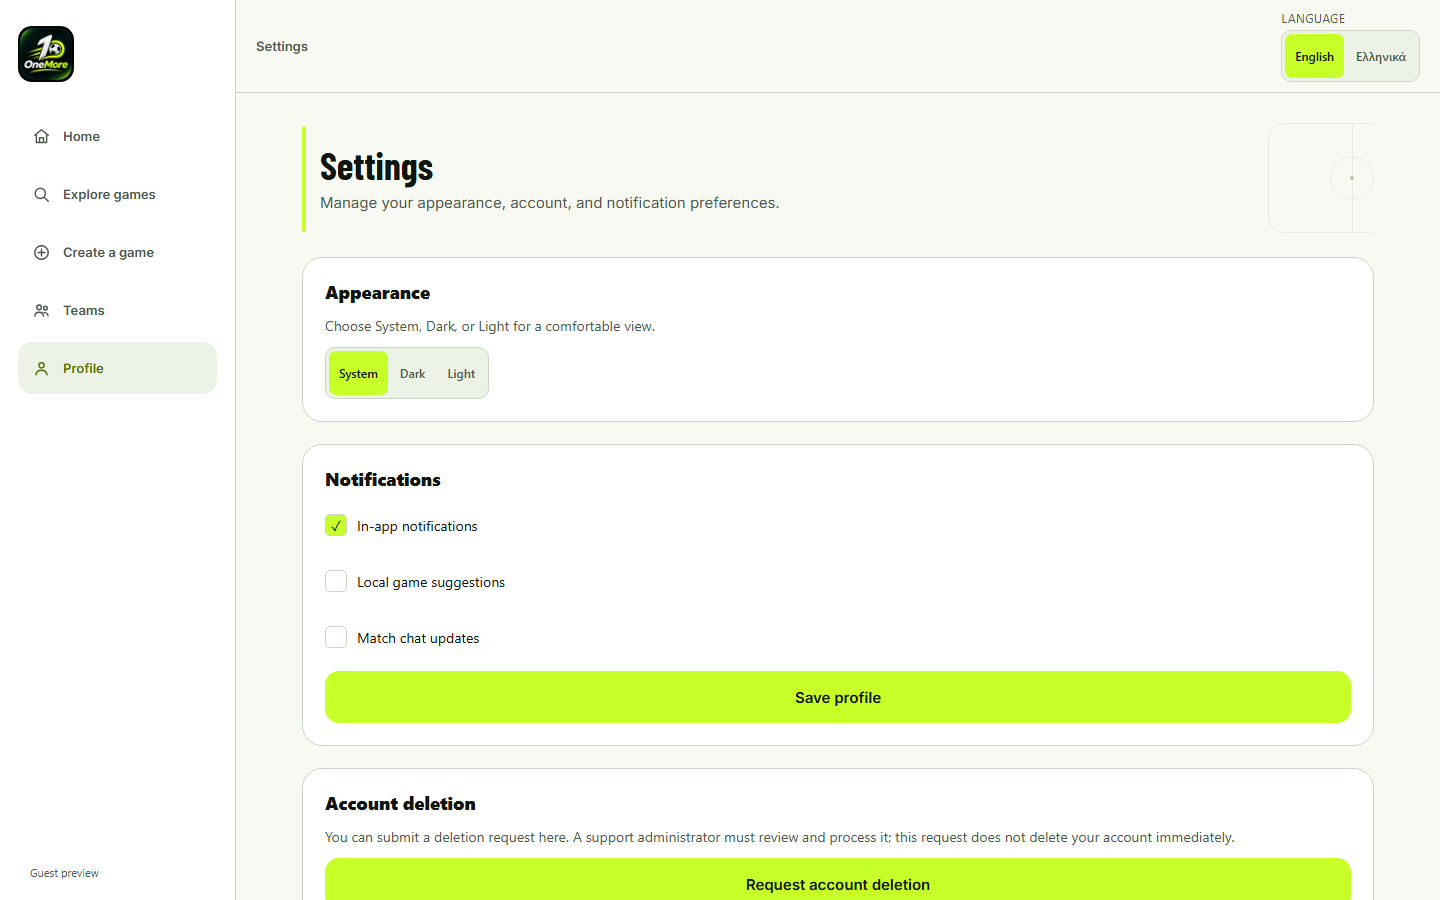 OneMore
Home
Explore games
Create a game
Teams
Profile
Guest preview
Settings
LANGUAGE
English
Ελληνικά
Settings
Manage your appearance, account, and notification preferences.
Appearance
Choose System, Dark, or Light for a comfortable view.
System
Dark
Light
Notifications
In-app notifications
Local game suggestions
Match chat updates
Save profile
Account deletion
You can submit a deletion request here. A support administrator must review and process it; this request does not delete your account immediately.
Request account deletion